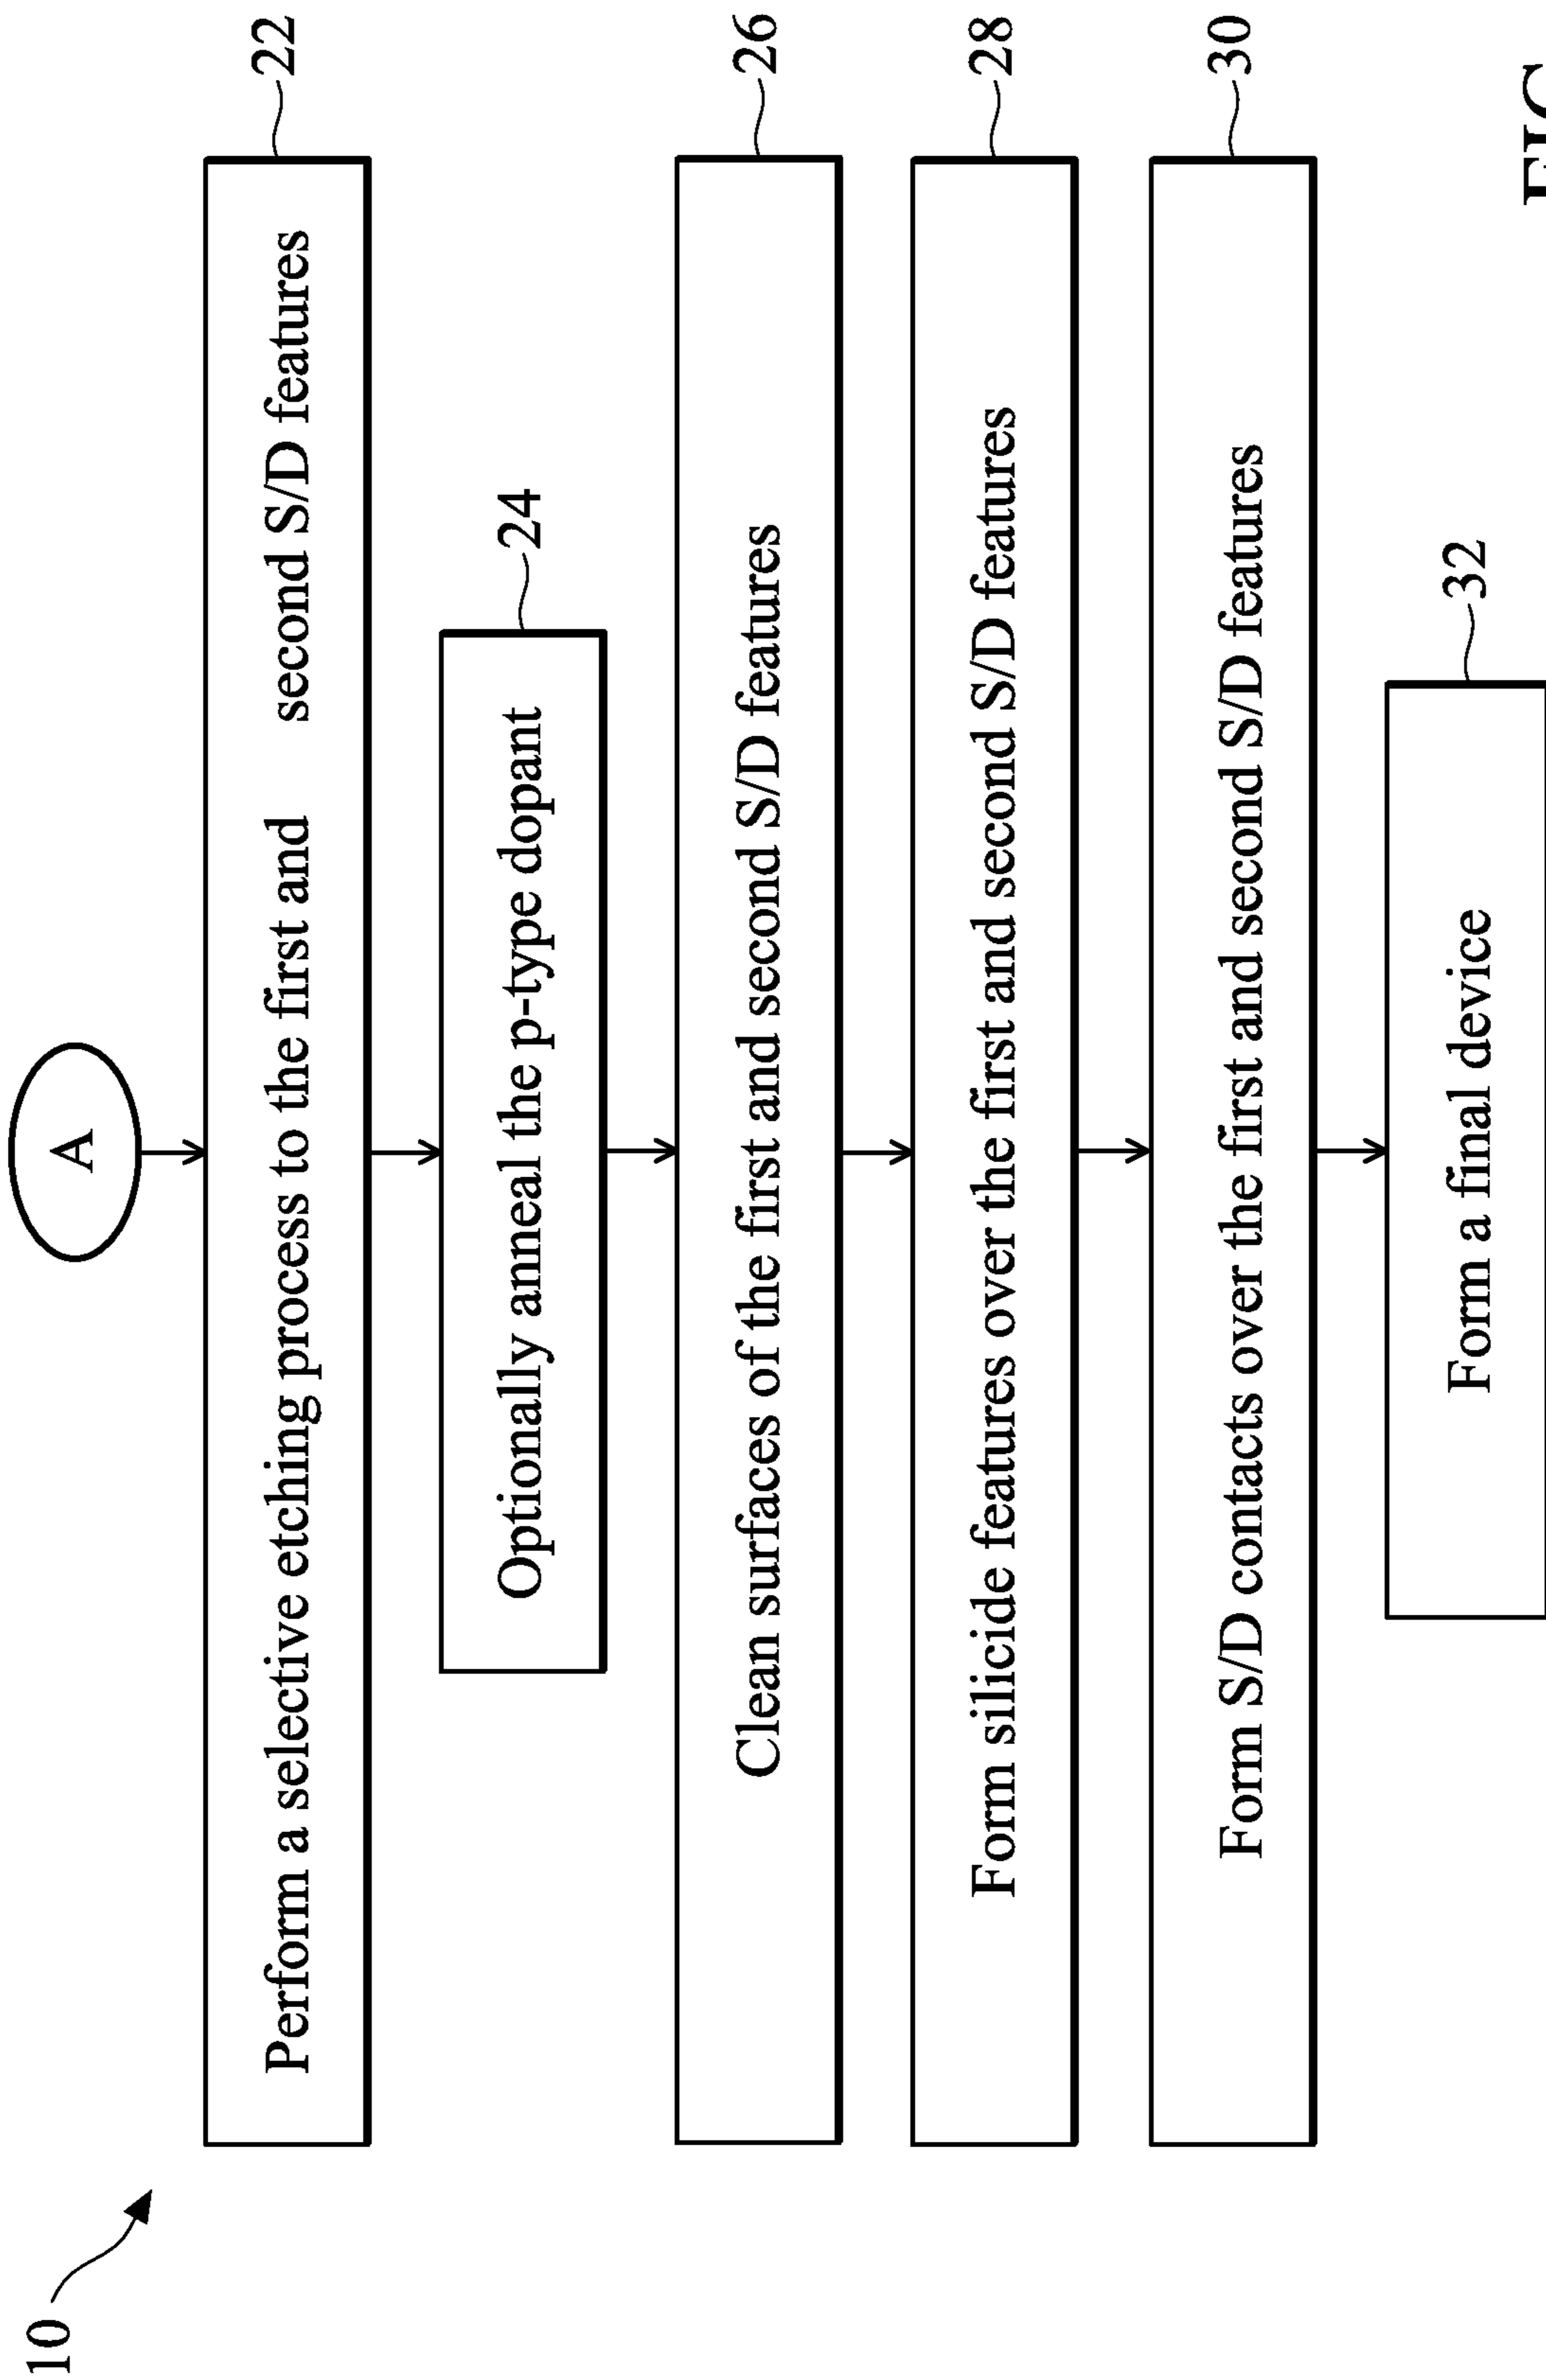 10
A
22
Perform a selective etching process to the first and second S/D features
24
Optionally anneal the p-type dopant
26
Clean surfaces of the first and second S/D features
28
Form silicide features over the first and second S/D features
30
Form S/D contacts over the first and second S/D features
32
Form a final device